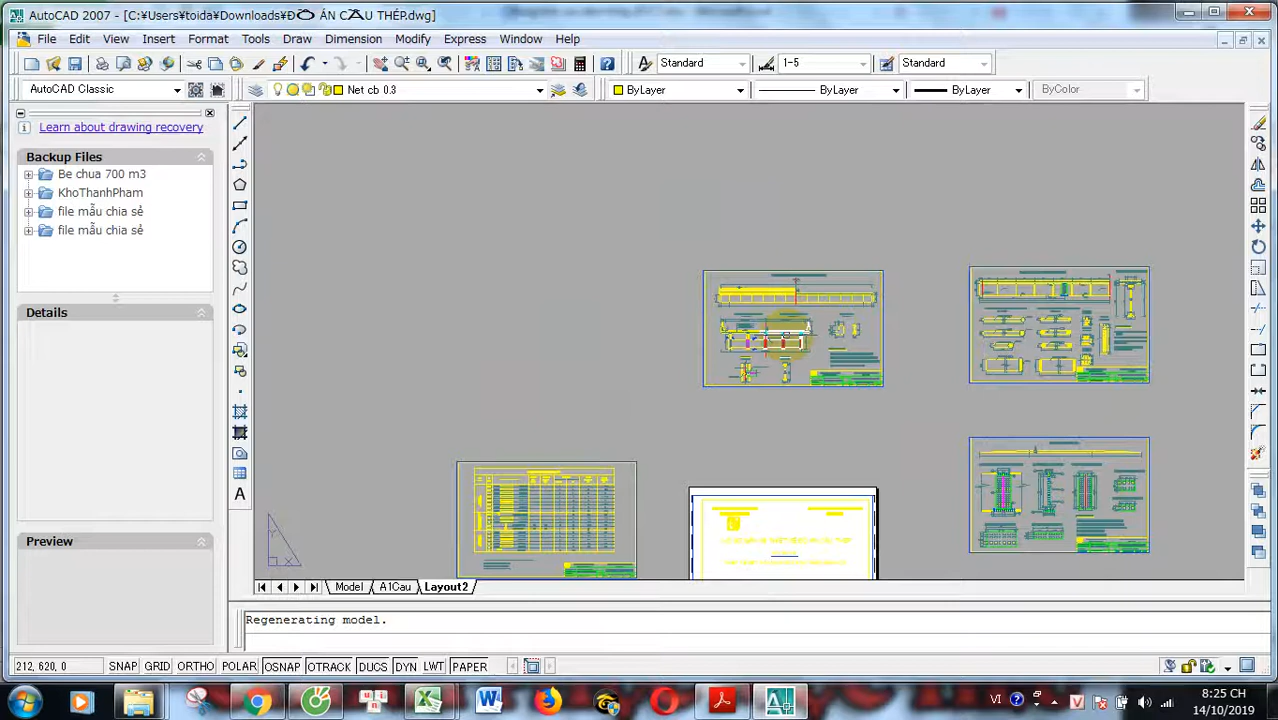 AutoCAD 2007 - [C:¥Users¥toida¥Downloads¥ĐỒ ÁN CẦU THÉP.dwg]
File Edit View Insert Format Tools Draw Dimension Modify Express Window Help
Standard 1-5 Standard
AutoCAD Classic Net cb 0.3 ByLayer ByLayer ByLayer ByColor
Learn about drawing recovery
Backup Files
Be chua 700 m3
KhoThanhPham
file mẫu chia sẻ
file mẫu chia sẻ
Details
Preview
Model A1Cau Layout2
Regenerating model.
212, 620, 0 SNAP GRID ORTHO POLAR OSNAP OTRACK DUCS DYN LWT PAPER
VI 8:25 CH
14/10/2019